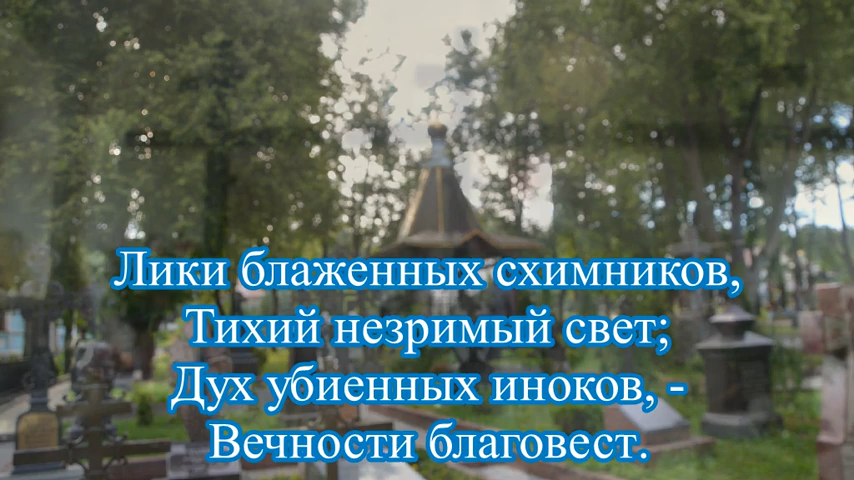 Лики блаженных схимников,
Тихий незримый свет;
Дух убиенных иноков, -
Вечности благовест.